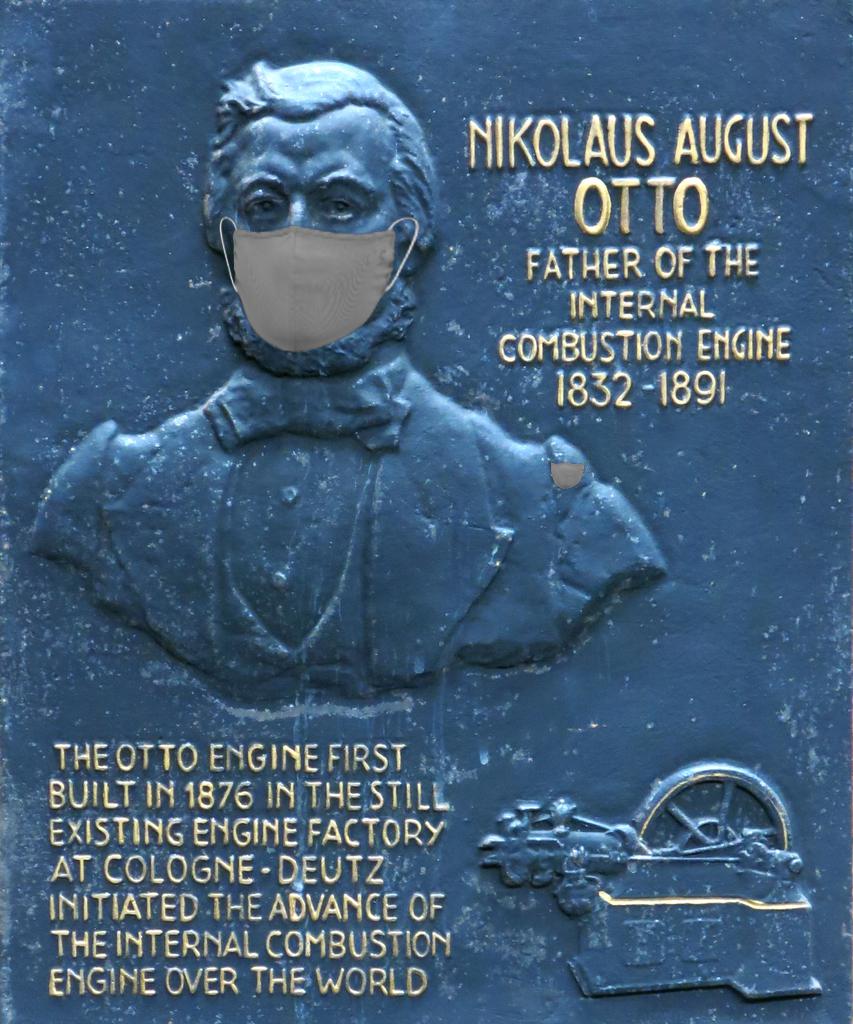 NIKOLAUS AUGUST
OTTO
FATHER OF THE
INTERNAL
COMBUSTION ENGINE
1832-1891
THE OTTO ENGINE FIRST
BUILT IN 1876 IN THE STILL
EXISTING ENGINE FACTORY
AT COLOGNE-DEUTZ
INITIATED THE ADVANCE OF
THE INTERNAL COMBUSTION
ENGINE OVER THE WORLD